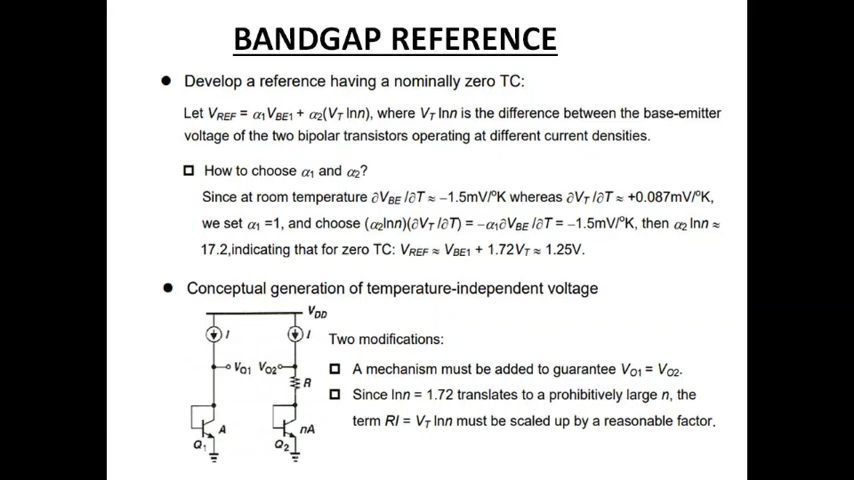 BANDGAP REFERENCE
Develop a reference having a nominally zero TC:
Let VREF = α1VBE1 + α2(VT lnn), where VT lnn is the difference between the base-emitter
voltage of the two bipolar transistors operating at different current densities.
How to choose α1 and α2?
Since at room temperature ∂VBE /∂T ≈ −1.5mV/ºK whereas ∂VT /∂T ≈ +0.087mV/ºK,
we set α1 =1, and choose (α2lnn)(∂VT /∂T) = −α1∂VBE /∂T = −1.5mV/ºK, then α2 lnn ≈
17.2,indicating that for zero TC: VREF ≈ VBE1 + 1.72VT ≈ 1.25V.
Conceptual generation of temperature-independent voltage
VDD
I
I
VO1 VO2
R
A
nA
Q1
Q2
Two modifications:
A mechanism must be added to guarantee VO1 = VO2.
Since lnn = 1.72 translates to a prohibitively large n, the
term RI = VT lnn must be scaled up by a reasonable factor.